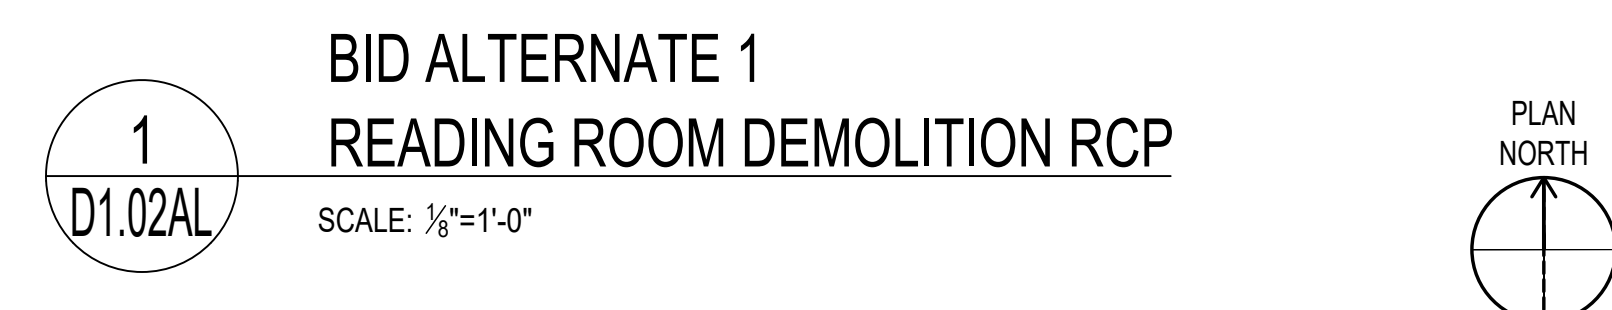 BID ALTERNATE 1
1
READING ROOM DEMOLITION RCP
D1.02AL
SCALE: ⅛"=1'-0"
PLAN
NORTH